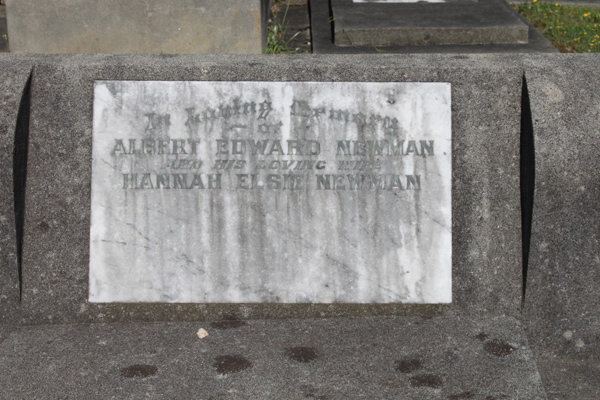 In Loving Memory
of
ALBERT EDWARD NEWMAN
AND HIS LOVING WIFE
HANNAH ELSIE NEWMAN